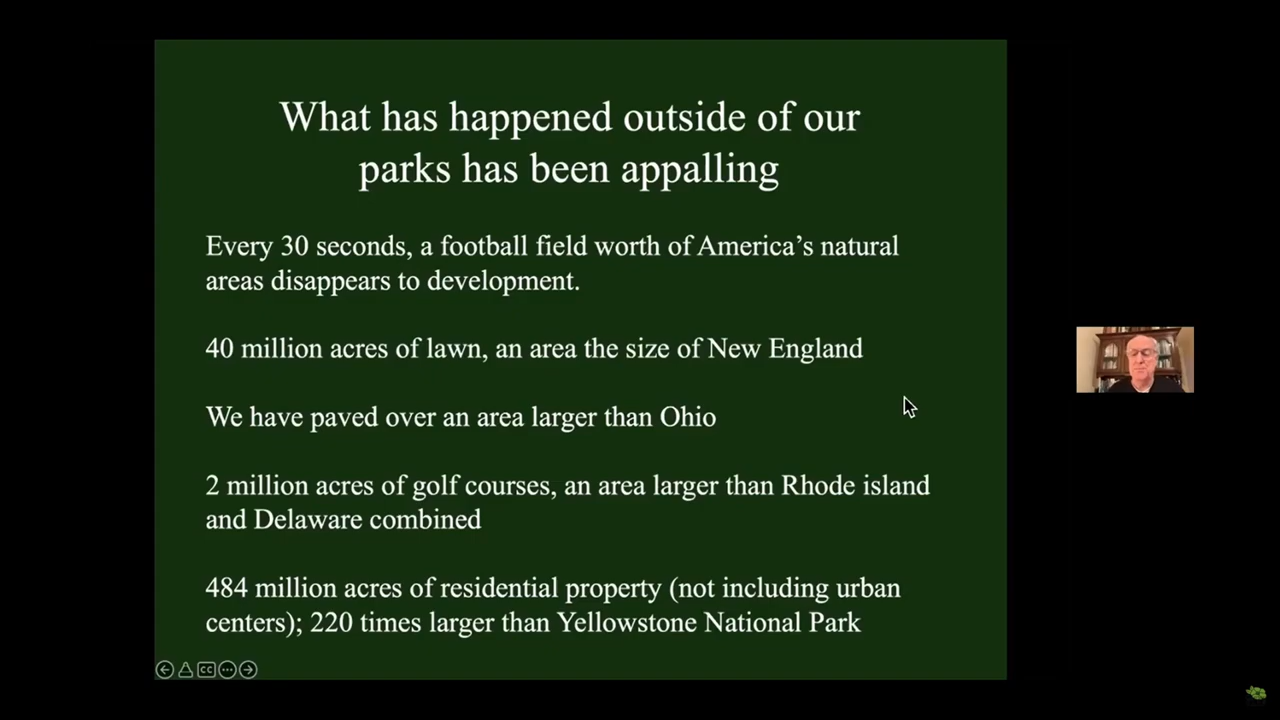 What has happened outside of our
parks has been appalling
Every 30 seconds, a football field worth of America’s natural
areas disappears to development.
40 million acres of lawn, an area the size of New England
We have paved over an area larger than Ohio
2 million acres of golf courses, an area larger than Rhode island
and Delaware combined
484 million acres of residential property (not including urban
centers); 220 times larger than Yellowstone National Park
CC